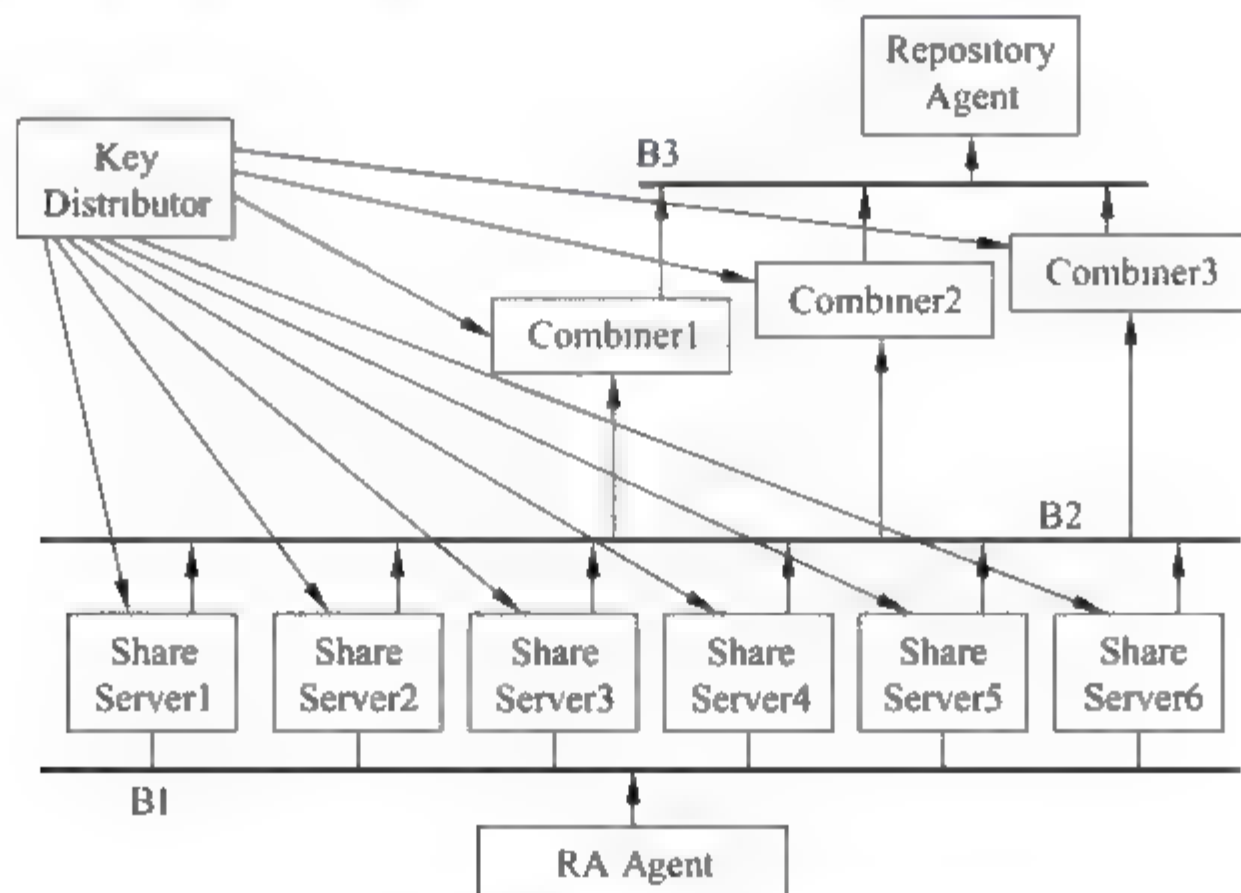 Repository
Agent
Key
Distributor
B3
Combiner3
Combiner2
Combiner1
B2
Share
Server1
Share
Server2
Share
Server3
Share
Server4
Share
Server5
Share
Server6
B1
RA Agent